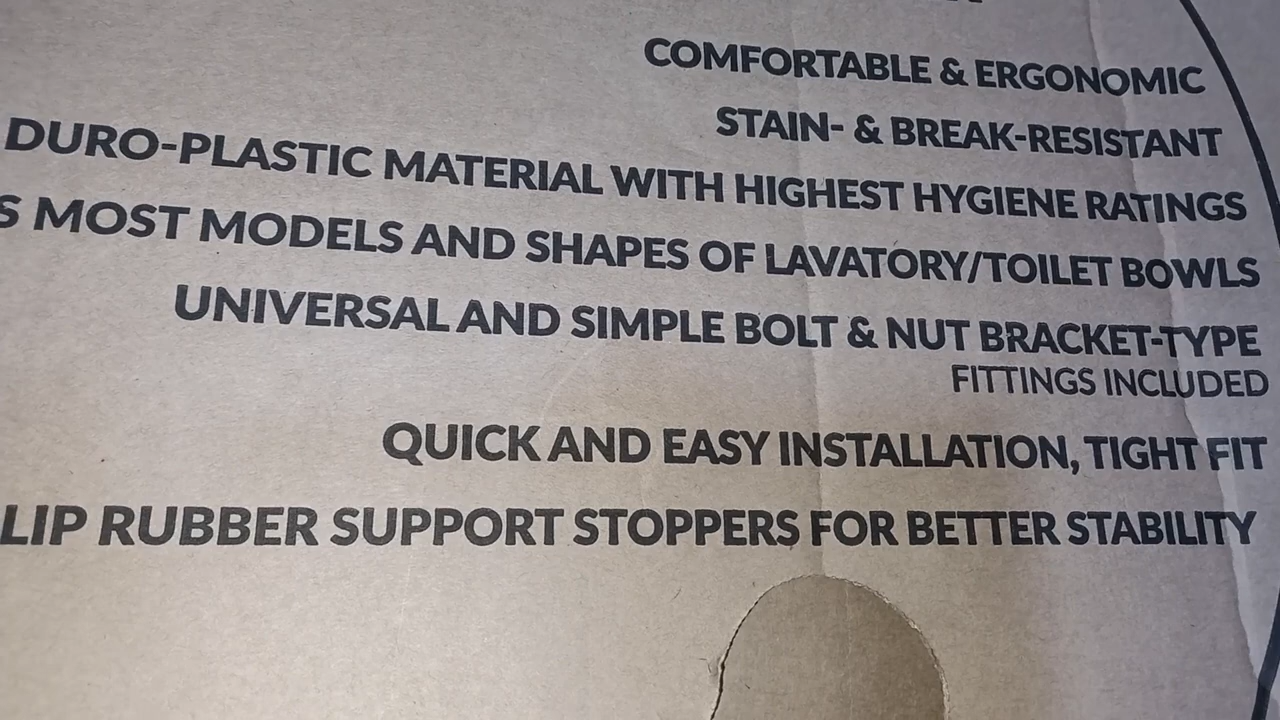 COMFORTABLE & ERGONOMIC
STAIN- & BREAK-RESISTANT
DURO-PLASTIC MATERIAL WITH HIGHEST HYGIENE RATINGS
S MOST MODELS AND SHAPES OF LAVATORY/TOILET BOWLS
UNIVERSAL AND SIMPLE BOLT & NUT BRACKET-TYPE
FITTINGS INCLUDED
QUICK AND EASY INSTALLATION, TIGHT FIT
LIP RUBBER SUPPORT STOPPERS FOR BETTER STABILITY